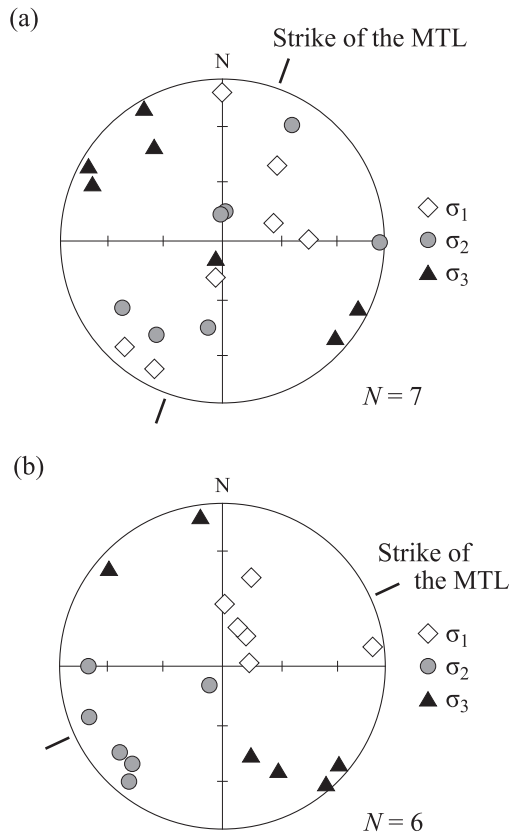 (a)
Strike of the MTL
N
σ1
σ2
σ3
N = 7
(b)
N
Strike of
the MTL
σ1
σ2
σ3
N = 6